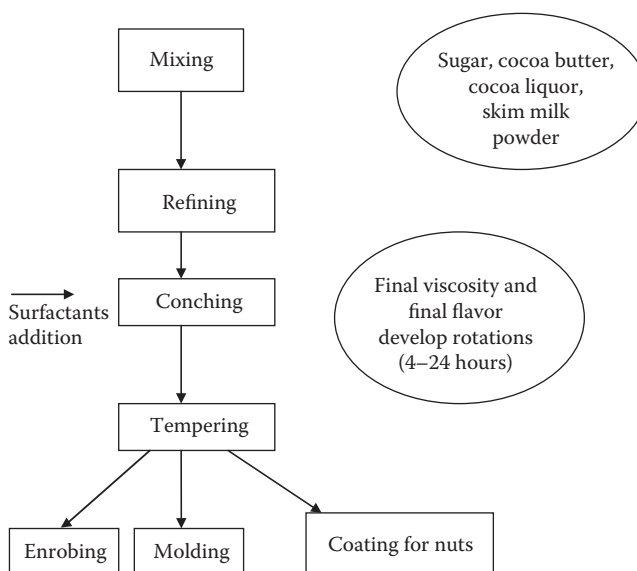 Mixing
Sugar, cocoa butter,
cocoa liquor,
skim milk
powder
Refining
Surfactants
addition
Conching
Final viscosity and
final flavor
develop rotations
(4–24 hours)
Tempering
Enrobing
Molding
Coating for nuts